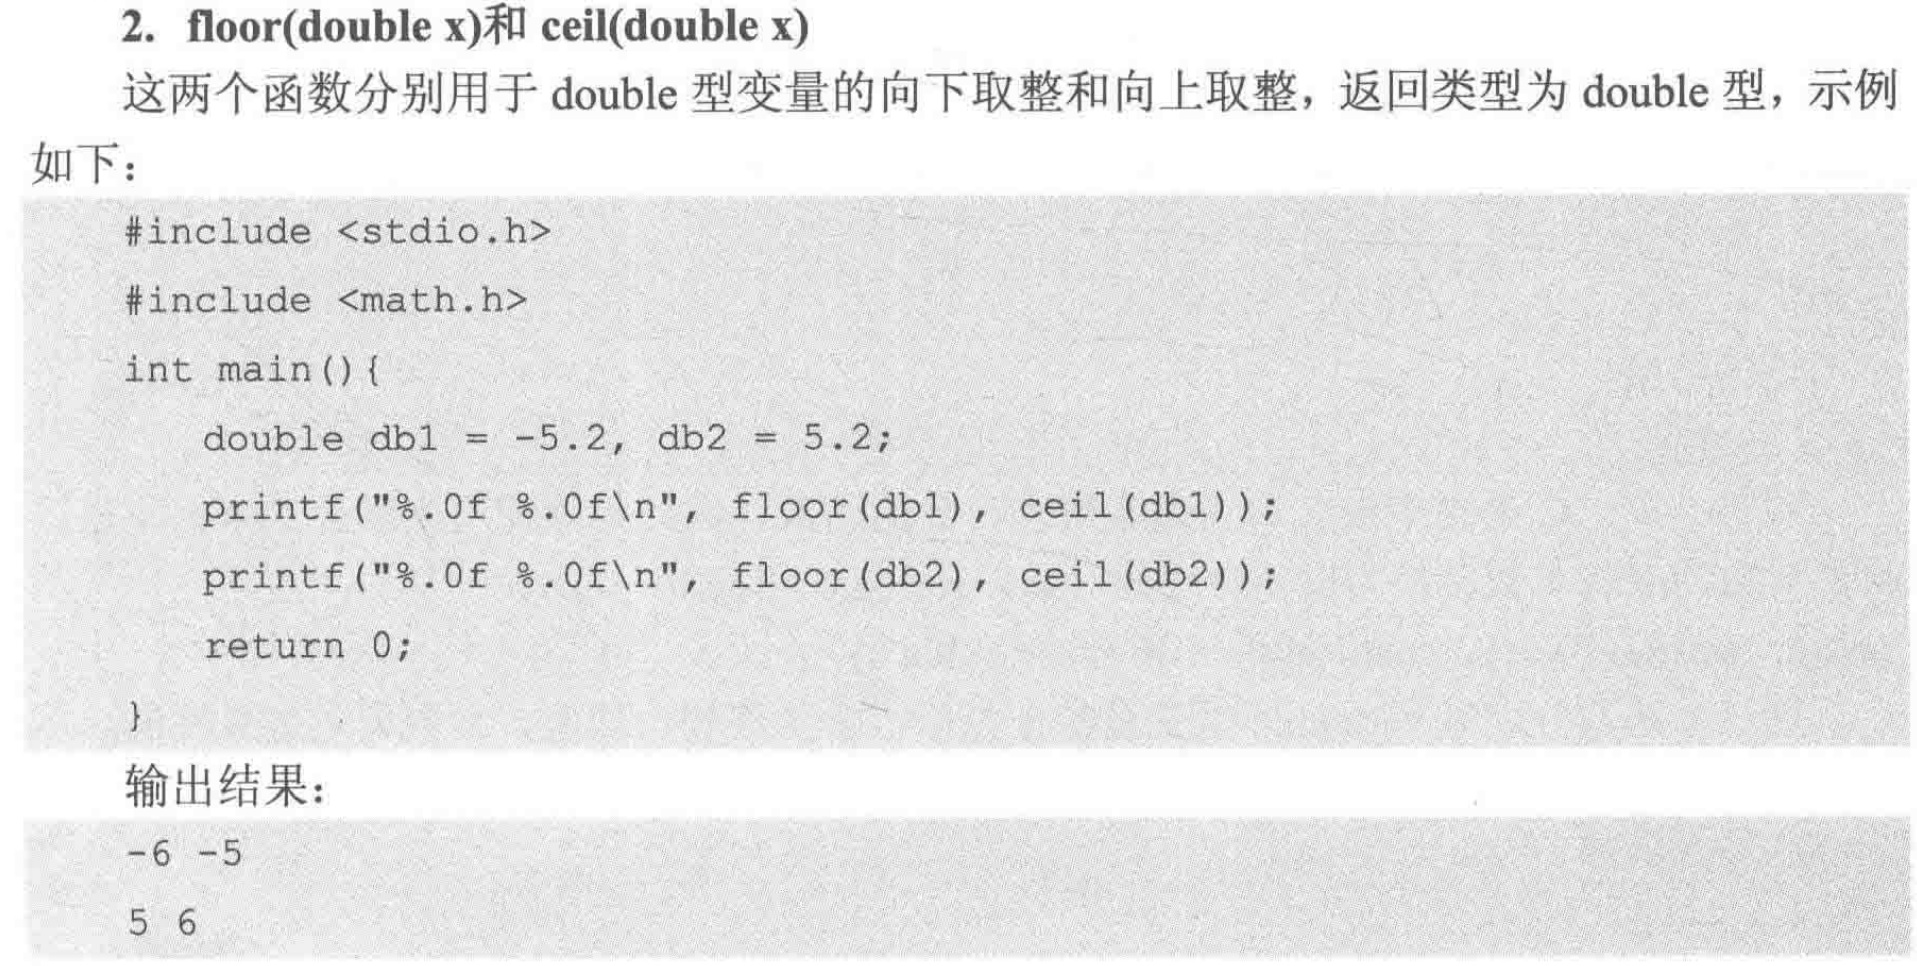 2. floor(double x)和 ceil(double x)
这两个函数分别用于 double 型变量的向下取整和向上取整，返回类型为 double 型，示例
如下：
#include <stdio.h>
#include <math.h>
int main(){
double db1 = -5.2, db2 = 5.2;
printf("%.0f %.0f\n", floor(db1), ceil(db1));
printf("%.0f %.0f\n", floor(db2), ceil(db2));
return 0;
}
输出结果：
-6 -5
5 6